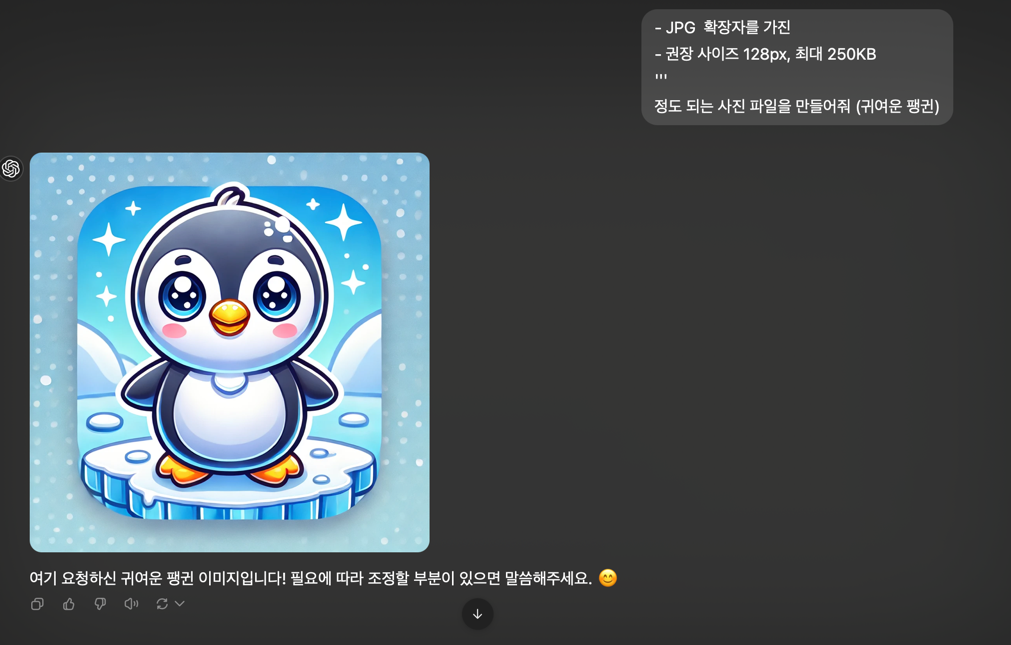 - JPG 확장자를 가진
- 권장 사이즈 128px, 최대 250KB
'''
정도 되는 사진 파일을 만들어줘 (귀여운 팽귄)
여기 요청하신 귀여운 팽귄 이미지입니다! 필요에 따라 조정할 부분이 있으면 말씀해주세요. 😊